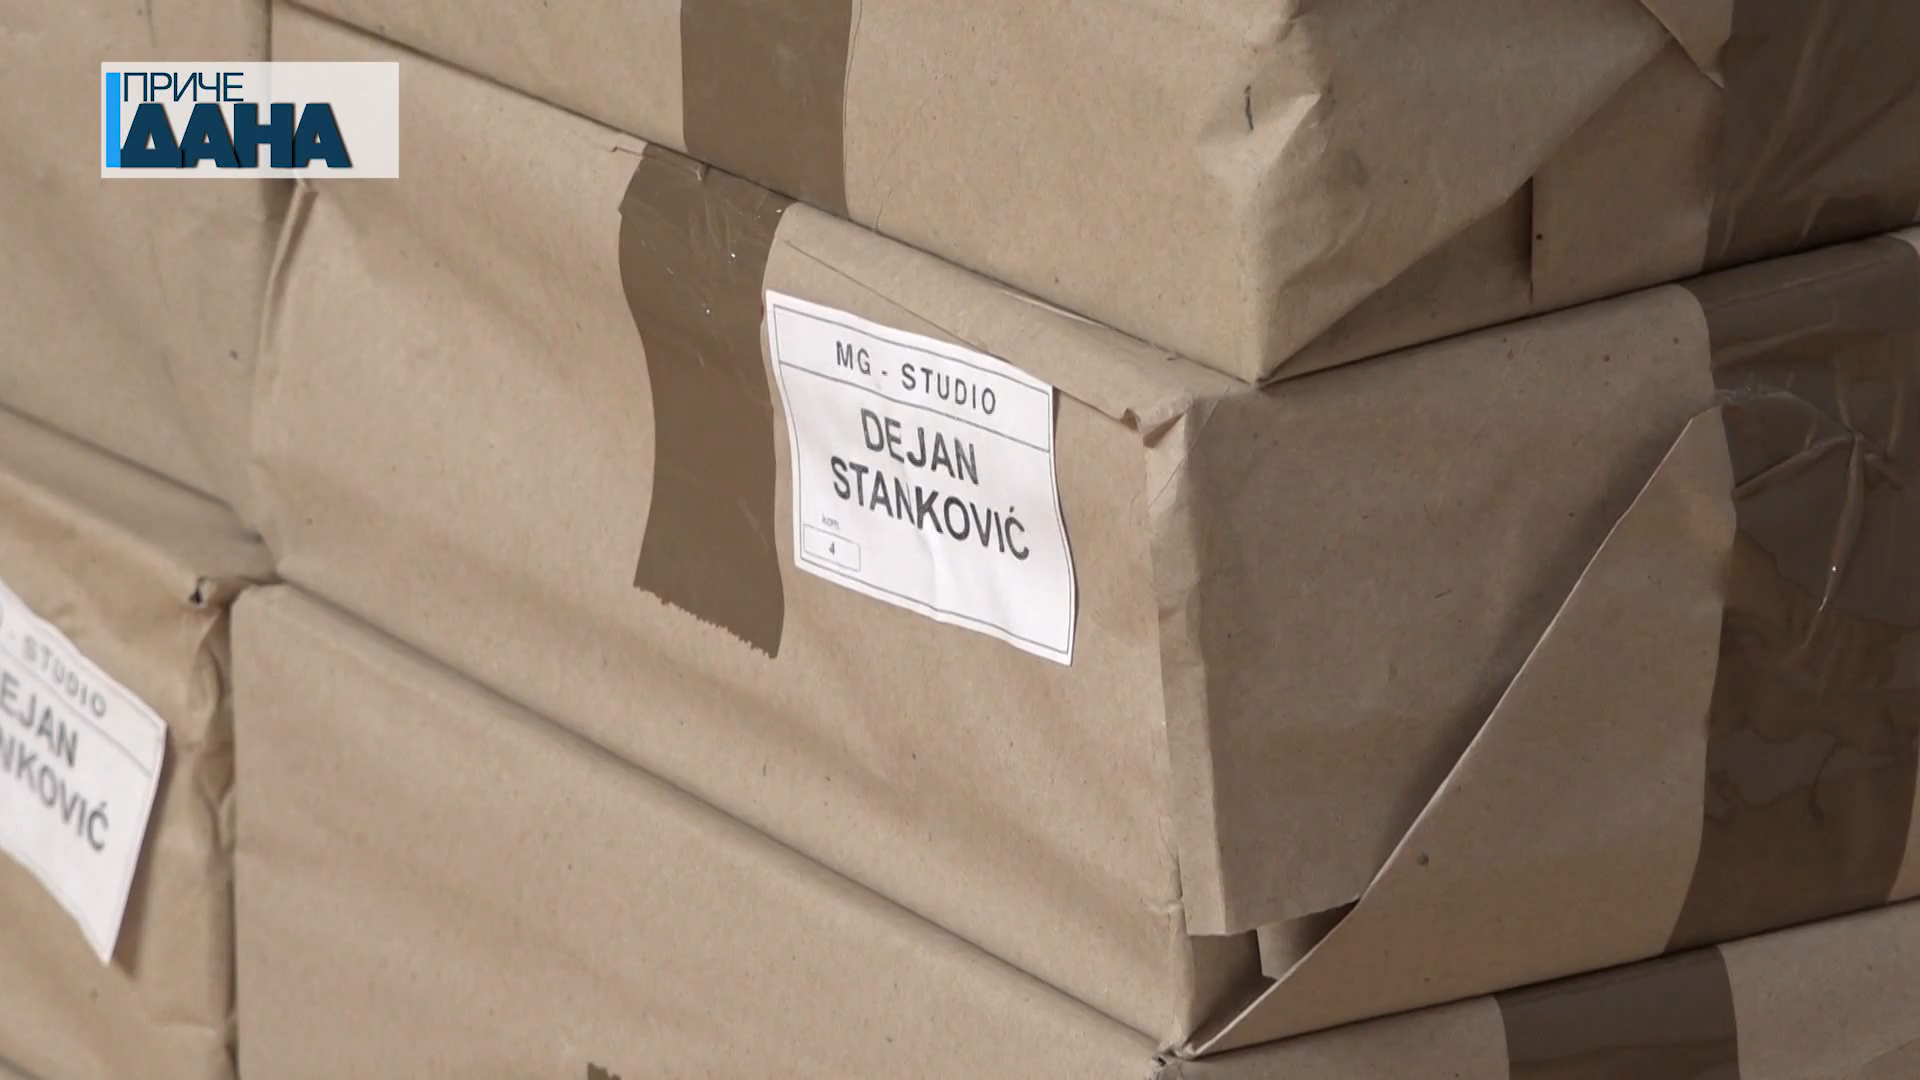 ПРИЧЕ
ДАНА
MG - STUDIO
DEJAN
STANKOVIĆ
kom
4
STUDIO
EJAN
NKOVIĆ